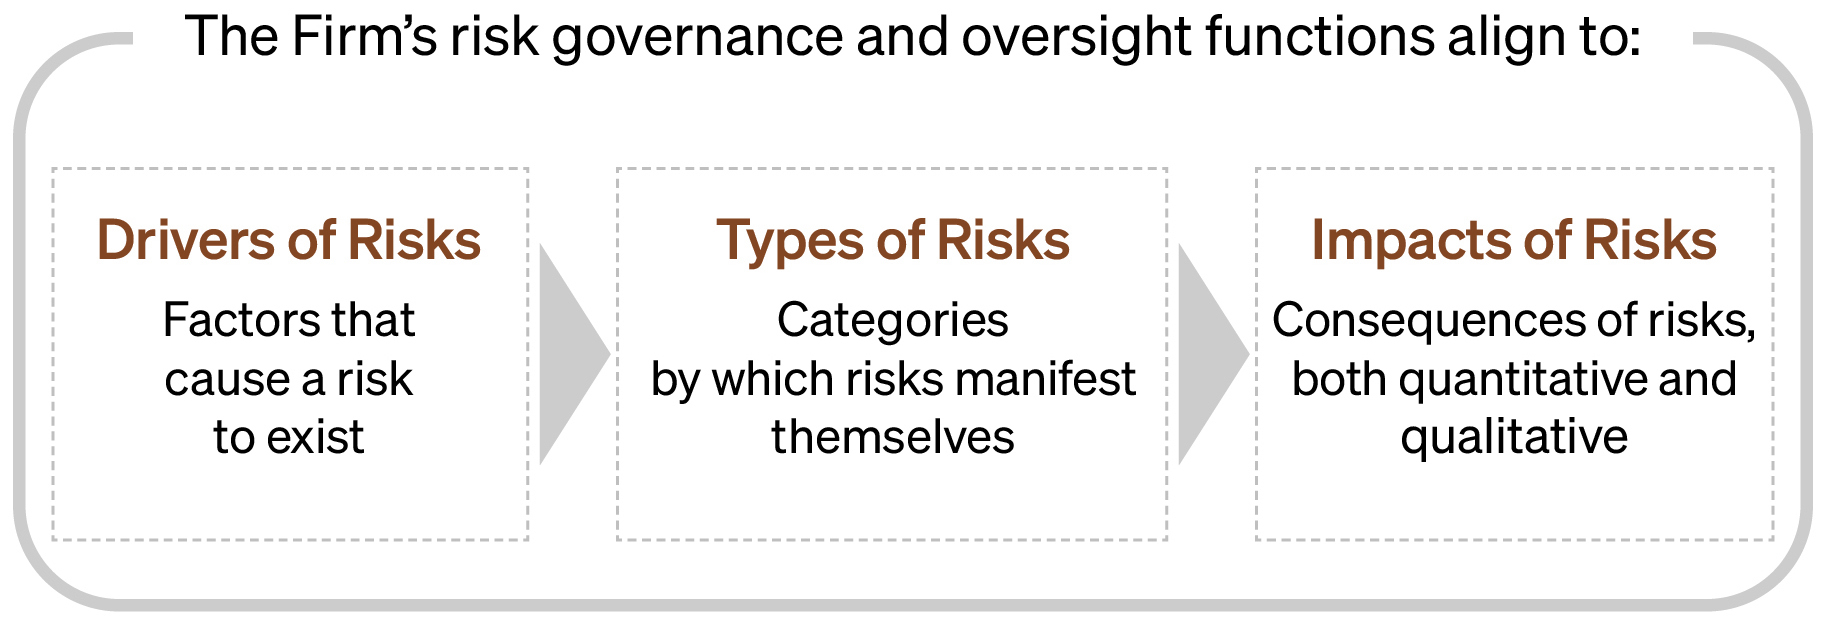 The Firm’s risk governance and oversight functions align to:
Drivers of Risks
Factors that
cause a risk
to exist
Types of Risks
Categories
by which risks manifest
themselves
Impacts of Risks
Consequences of risks,
both quantitative and
qualitative